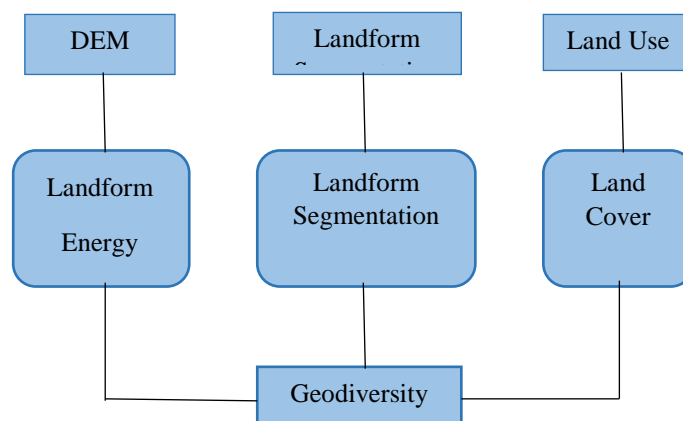 DEM
Landform
Land Use
Landform
Energy
Landform
Segmentation
Land
Cover
Geodiversity